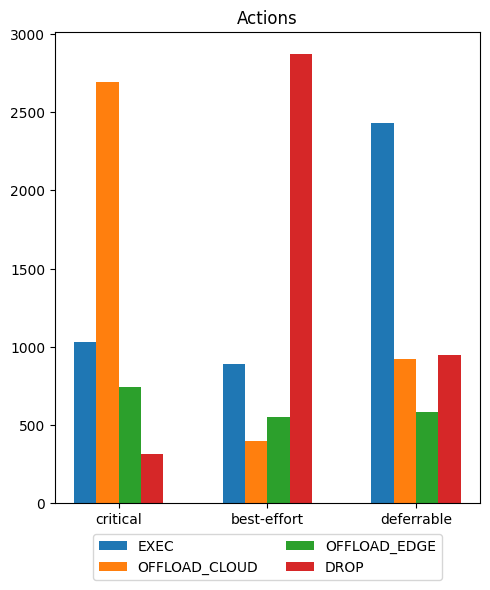 Actions
3000
2500
2000
1500
1000
500
0
critical best-effort deferrable
EXEC OFFLOAD_EDGE
OFFLOAD_CLOUD DROP